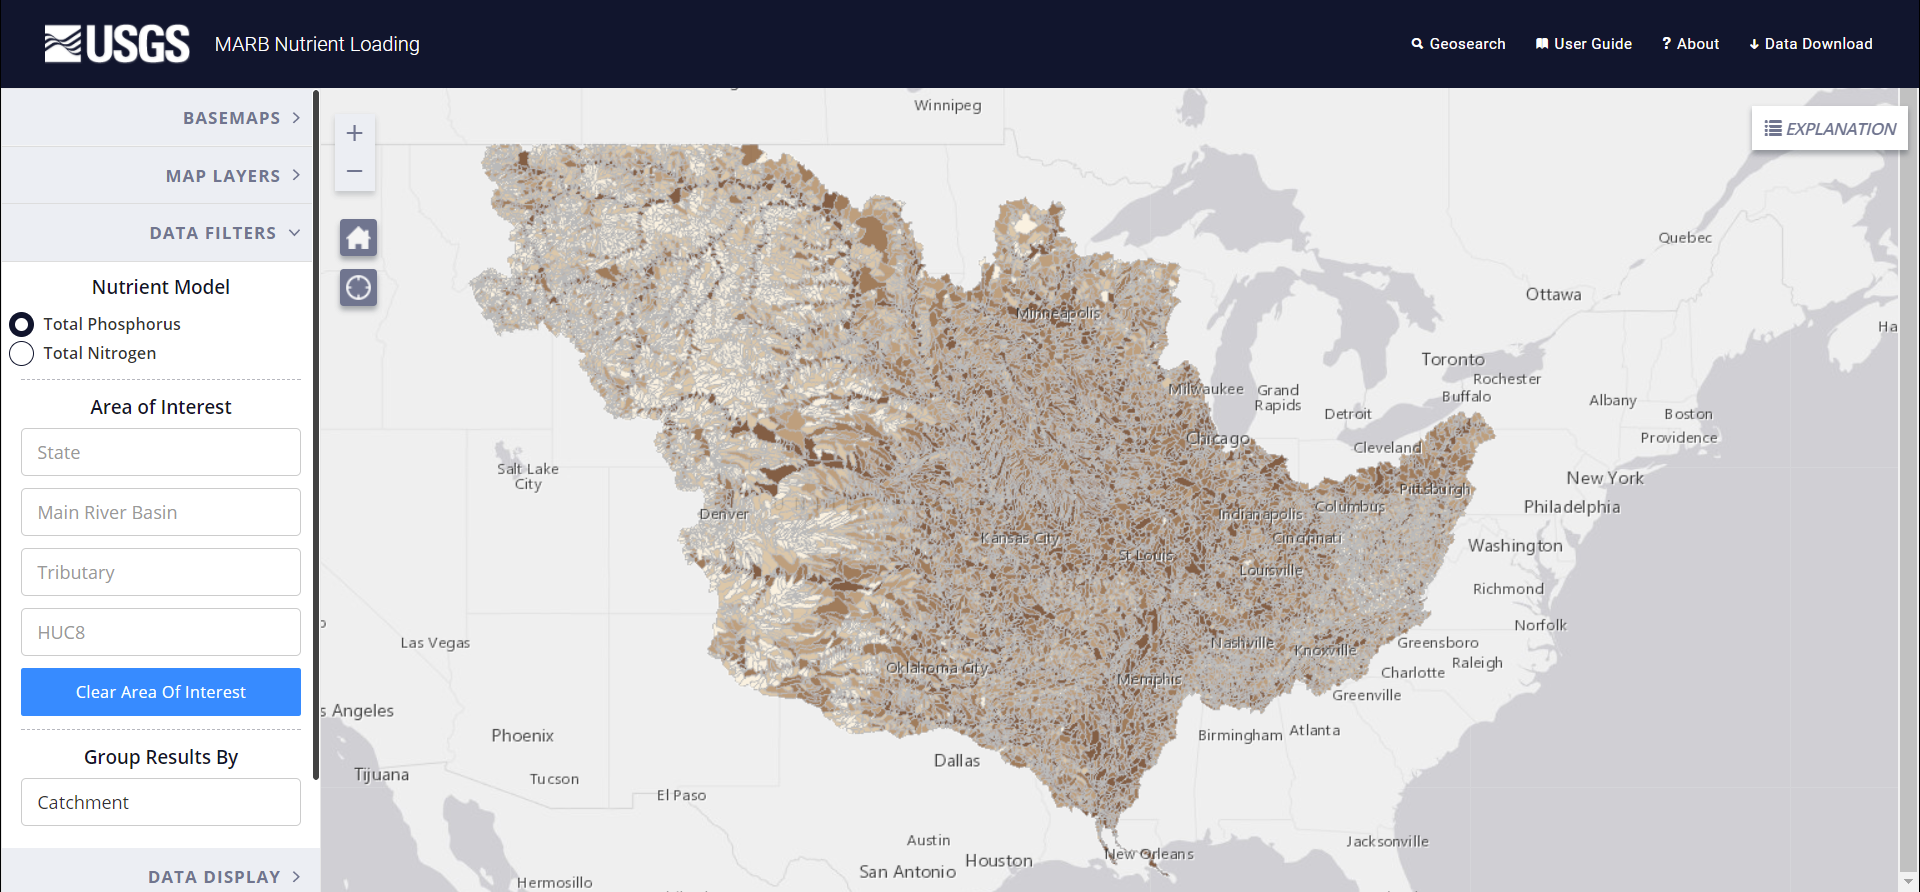 USGS MARB Nutrient Loading
Geosearch User Guide ? About Data Download
BASEMAPS
MAP LAYERS
DATA FILTERS
Nutrient Model
Total Phosphorus
Total Nitrogen
Area of Interest
State
Main River Basin
Tributary
HUC8
Clear Area Of Interest
Group Results By
Catchment
DATA DISPLAY
+
−
EXPLANATION
Winnipeg
Quebec
Ottawa
Minneapolis
Ha
Toronto
Rochester
Buffalo
Milwaukee
Grand
Rapids
Detroit
Albany
Boston
Providence
Chicago
Cleveland
Salt Lake
City
New York
Pittsburgh
Philadelphia
Denver
Indianapolis
Columbus
Kansas City
Cincinnati
Washington
St Louis
Louisville
Richmond
Norfolk
o
Las Vegas
Nashville
Knoxville
Greensboro
Raleigh
Oklahoma City
Memphis
Charlotte
Greenville
s Angeles
Phoenix
Birmingham
Atlanta
Dallas
Tijuana
Tucson
El Paso
Austin
Jacksonville
New Orleans
Houston
San Antonio
Hermosillo